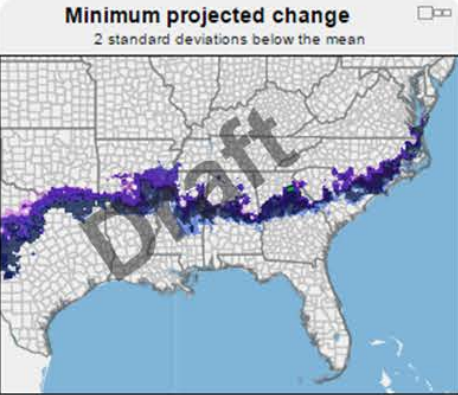 Minimum projected change
2 standard deviations below the mean
Draft